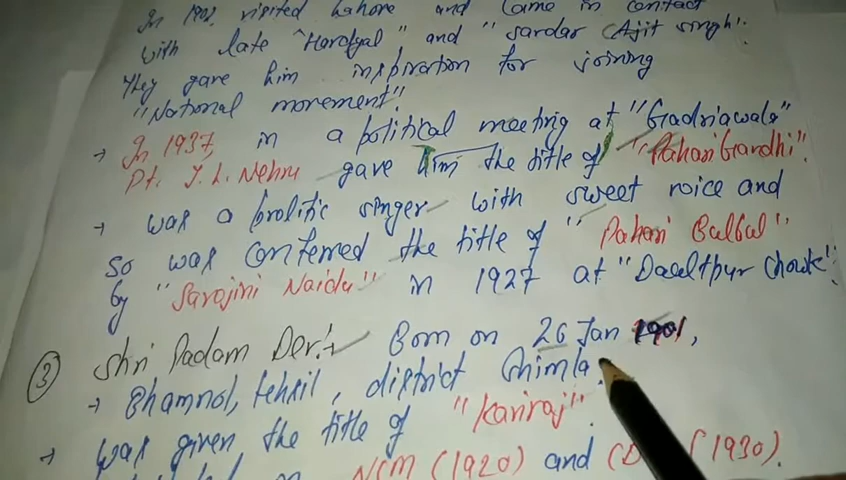 In 190 visited Lahore and came in contact
with late "Hardyal" and "Sardar (Ajit Singh".
They gave him inspiration for joining
"National movement".
→ In 1937, in a political meeting at "Gadriawala"
Pt. J. L. Nehru gave him the title of "Pahari Gandhi".
→ was a prolific singer with sweet voice and
so was conferred the title of "Pahari Bulbul"
by "Sarojini Naidu" in 1927 at "Daultpur Chowk".
③ Shri Padam Dev:- Born on 26 Jan 1901,
→ Bhamnol, tehsil, district Shimla.
→ was given the title of "Kaviraj".
NCM (1920) and (1930).